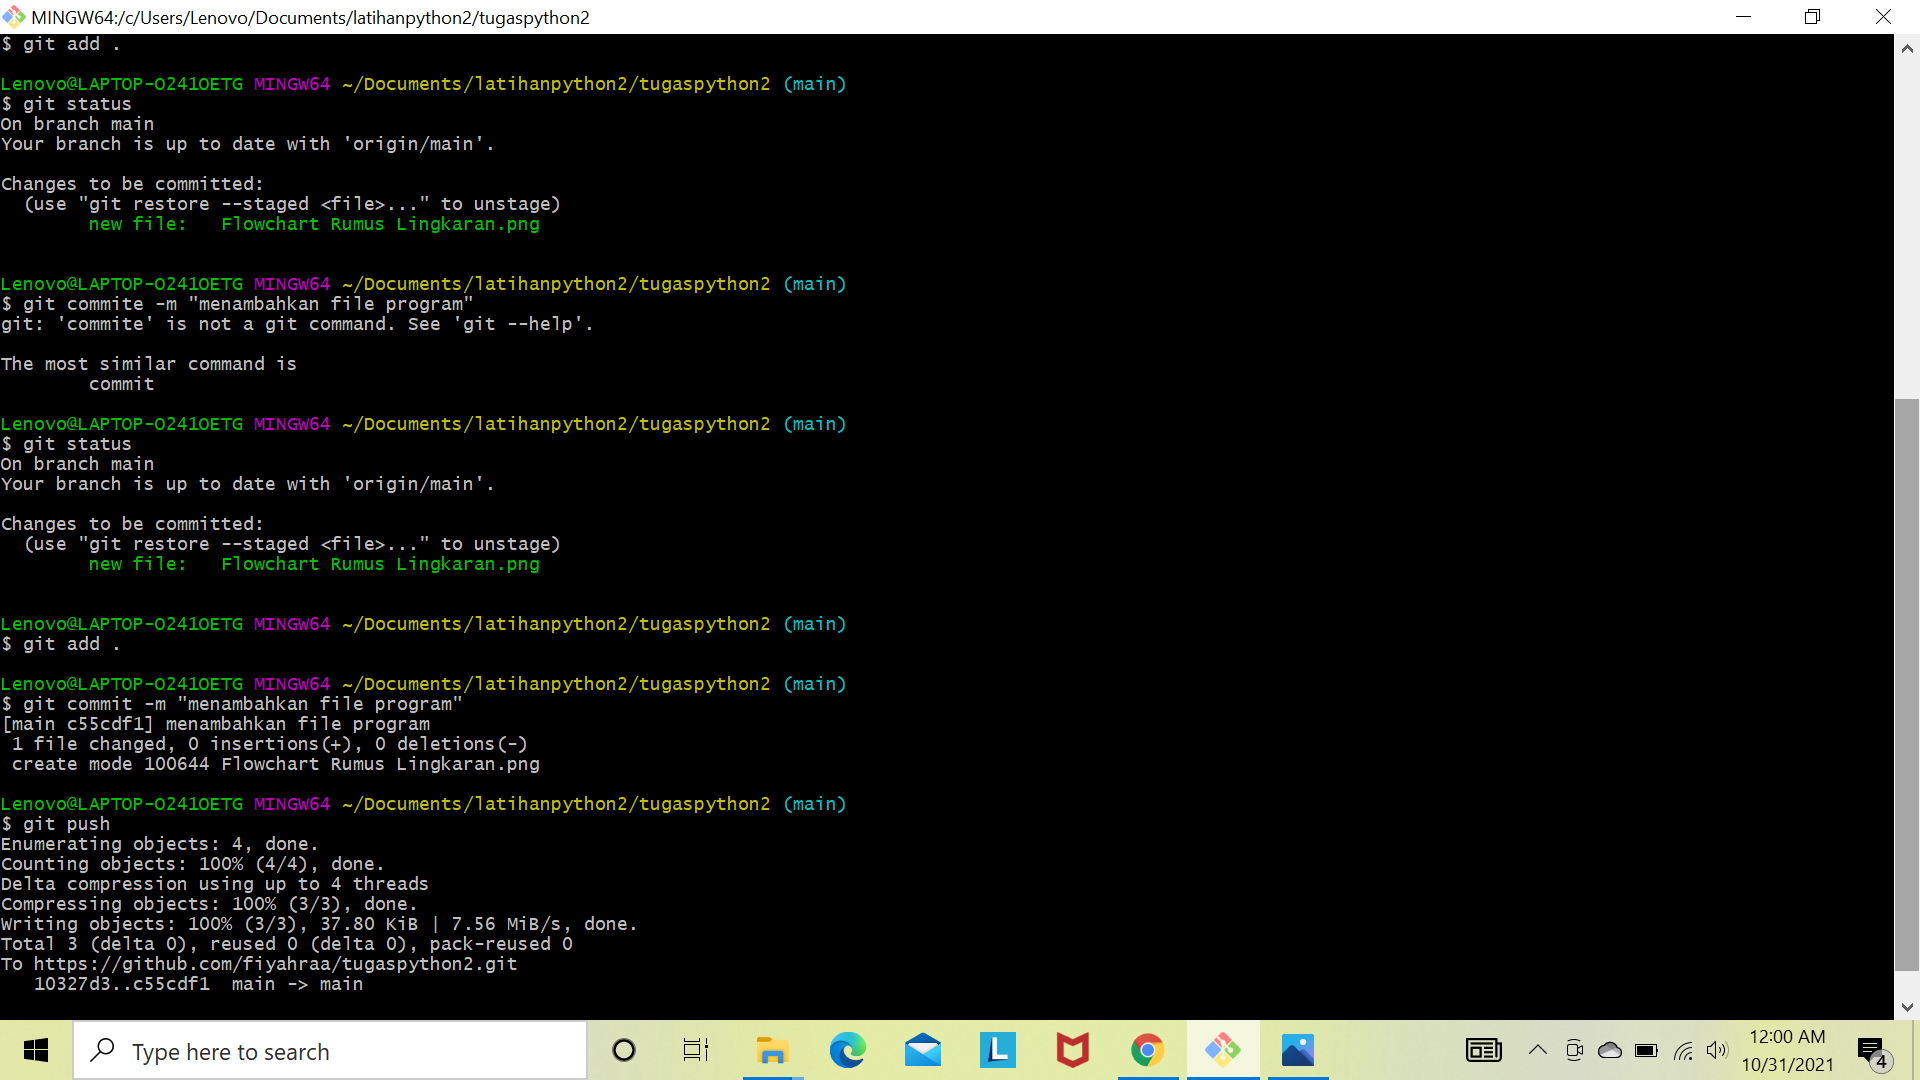 MINGW64:/c/Users/Lenovo/Documents/latihanpython2/tugaspython2
$ git add .
Lenovo@LAPTOP-O241OETG MINGW64 ~/Documents/latihanpython2/tugaspython2 (main)
$ git status
On branch main
Your branch is up to date with 'origin/main'.
Changes to be committed:
  (use "git restore --staged <file>..." to unstage)
        new file:   Flowchart Rumus Lingkaran.png
Lenovo@LAPTOP-O241OETG MINGW64 ~/Documents/latihanpython2/tugaspython2 (main)
$ git commite -m "menambahkan file program"
git: 'commite' is not a git command. See 'git --help'.
The most similar command is
        commit
Lenovo@LAPTOP-O241OETG MINGW64 ~/Documents/latihanpython2/tugaspython2 (main)
$ git status
On branch main
Your branch is up to date with 'origin/main'.
Changes to be committed:
  (use "git restore --staged <file>..." to unstage)
        new file:   Flowchart Rumus Lingkaran.png
Lenovo@LAPTOP-O241OETG MINGW64 ~/Documents/latihanpython2/tugaspython2 (main)
$ git add .
Lenovo@LAPTOP-O241OETG MINGW64 ~/Documents/latihanpython2/tugaspython2 (main)
$ git commit -m "menambahkan file program"
[main c55cdf1] menambahkan file program
 1 file changed, 0 insertions(+), 0 deletions(-)
 create mode 100644 Flowchart Rumus Lingkaran.png
Lenovo@LAPTOP-O241OETG MINGW64 ~/Documents/latihanpython2/tugaspython2 (main)
$ git push
Enumerating objects: 4, done.
Counting objects: 100% (4/4), done.
Delta compression using up to 4 threads
Compressing objects: 100% (3/3), done.
Writing objects: 100% (3/3), 37.80 KiB | 7.56 MiB/s, done.
Total 3 (delta 0), reused 0 (delta 0), pack-reused 0
To https://github.com/fiyahraa/tugaspython2.git
   10327d3..c55cdf1  main -> main
Type here to search
L
12:00 AM
10/31/2021
4